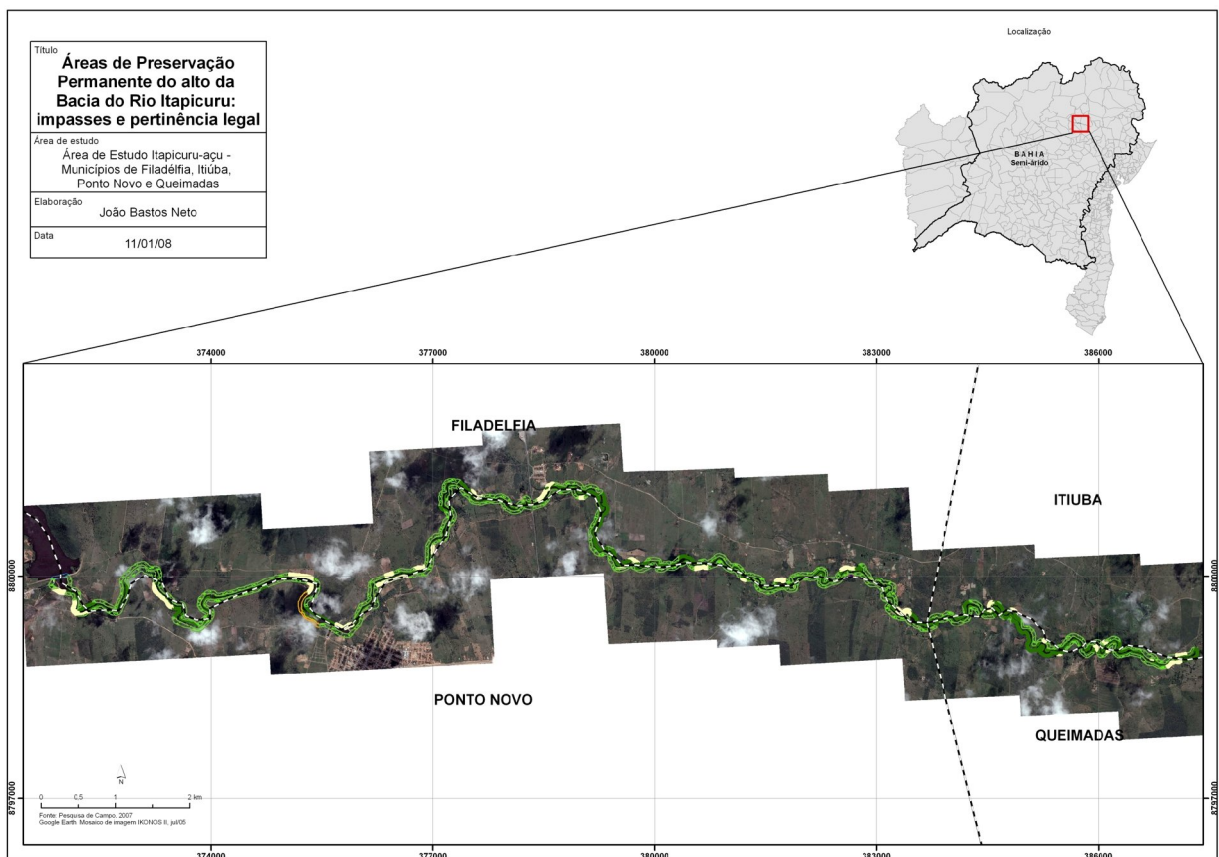 Título
Áreas de Preservação
Permanente do alto da
Bacia do Rio Itapicuru:
impasses e pertinência legal
Área de estudo
Área de Estudo Itapicuru-açu -
Municípios de Filadélfia, Itiúba,
Ponto Novo e Queimadas
Elaboração
João Bastos Neto
Data
11/01/08
Localização
BAHIA
Semi-árido
374000
377000
380000
383000
386000
FILADELFIA
ITIUBA
8800000
8800000
PONTO NOVO
QUEIMADAS
N
0 0,5 1 2 km
8797000
8797000
Fonte: Pesquisa de Campo, 2007
Google Earth: Mosaico de imagem IKONOS II, jul/05
374000
377000
380000
383000
386000